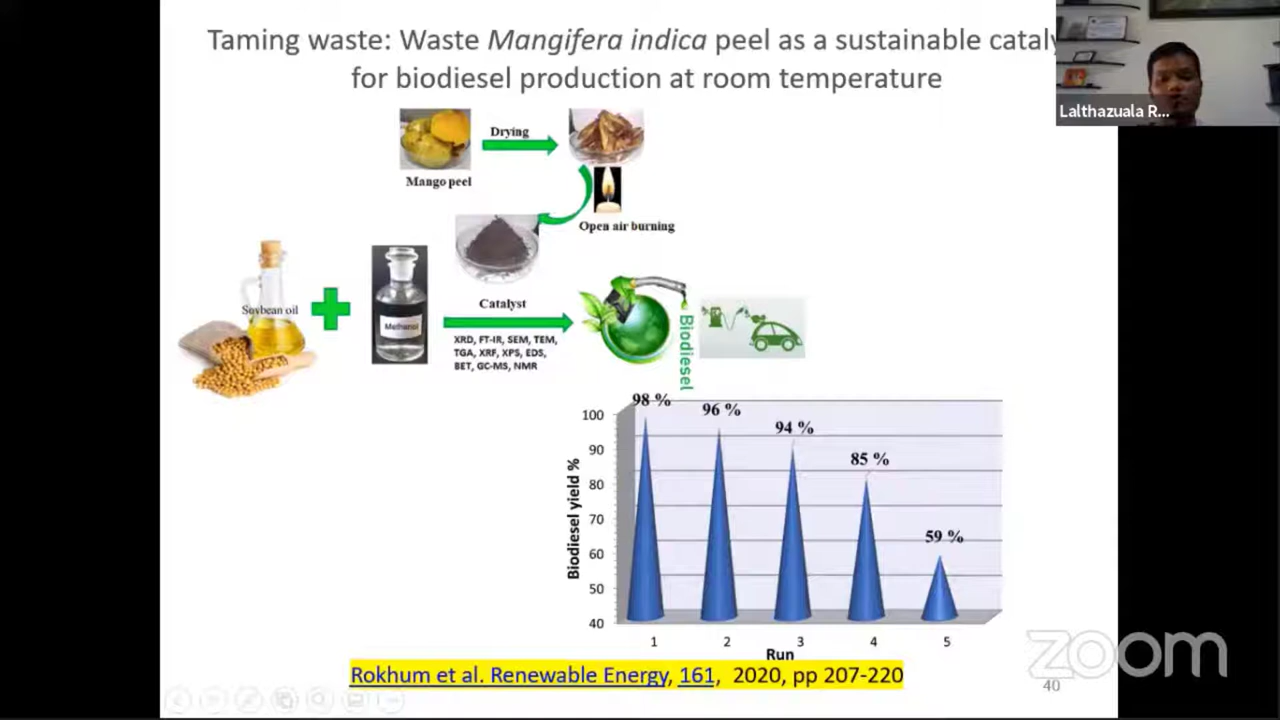 Taming waste: Waste Mangifera indica peel as a sustainable cataly
for biodiesel production at room temperature
Lalthazuala R...
Drying
Mango peel
Open air burning
Soybean oil
Methanol
Catalyst
XRD, FT-IR, SEM, TEM,
TGA, XRF, XPS, EDS,
BET, GC-MS, NMR
Biodiesel
98 %
96 %
94 %
85 %
59 %
100
90
80
70
60
50
40
Biodiesel yield %
1 2 3 4 5
Run
Rokhum et al. Renewable Energy, 161, 2020, pp 207-220
zoom
40